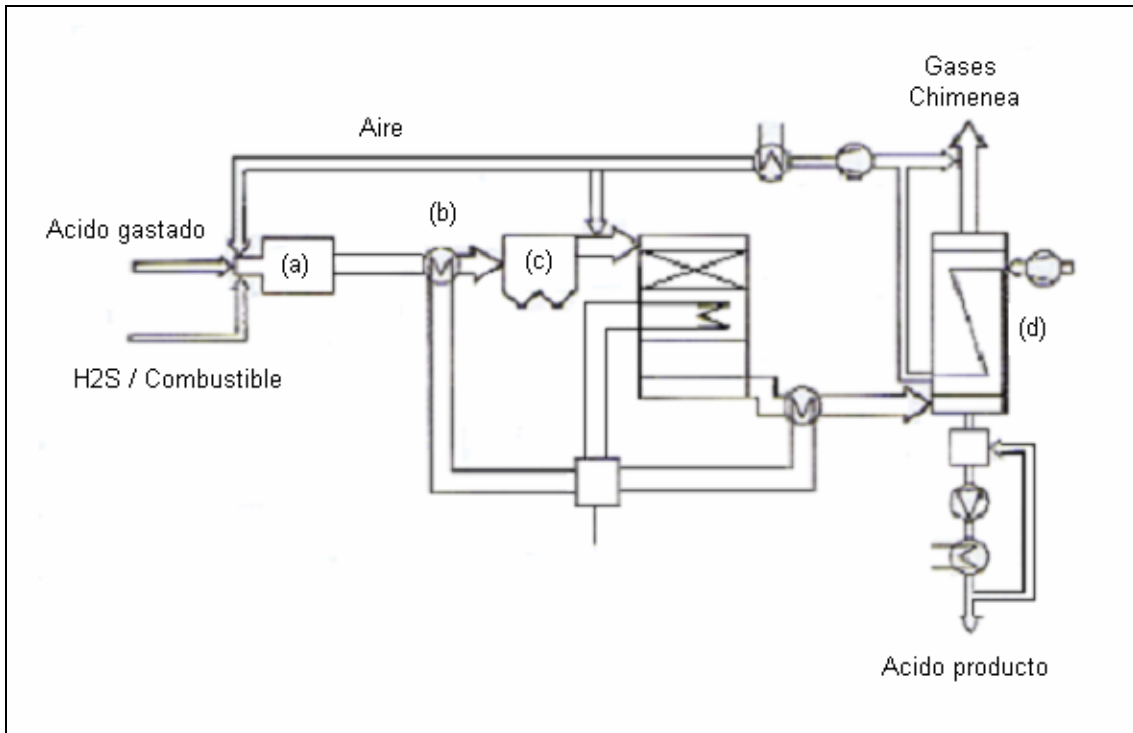 Gases
Chimenea
Aire
(b)
Acido gastado
(a)
(c)
(d)
H2S / Combustible
Acido producto